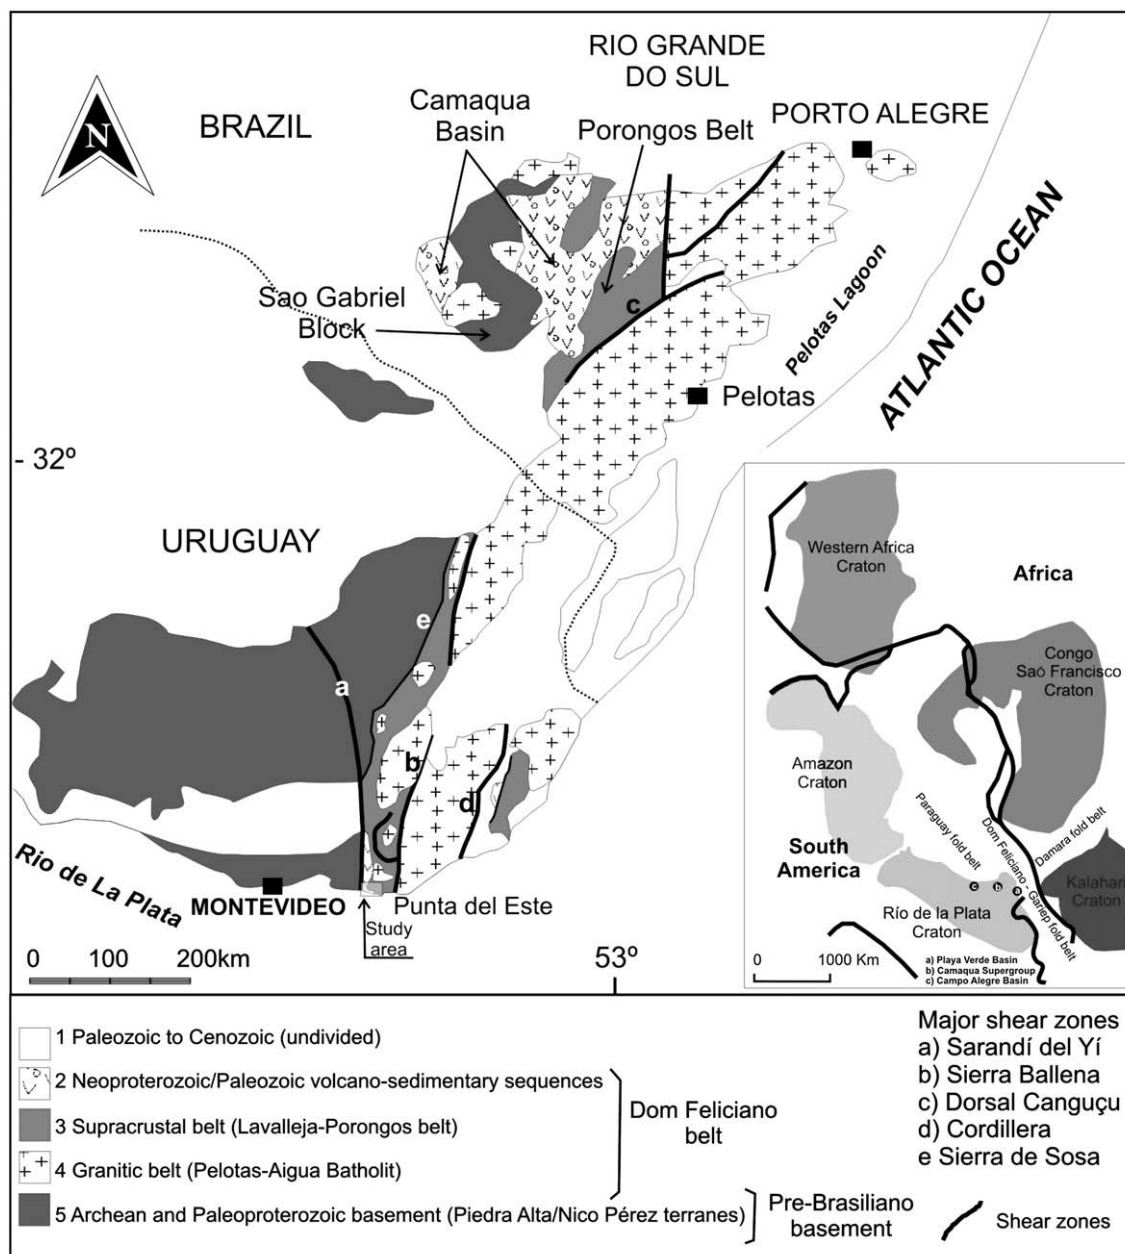 RIO GRANDE
DO SUL
Camaqua
Basin
BRAZIL
Porongos Belt
PORTO ALEGRE
N
ATLANTIC OCEAN
Pelotas Lagoon
Sao Gabriel
Block
c
Pelotas
- 32º
URUGUAY
e
a
b
d
Rio de La Plata
MONTEVIDEO
Punta del Este
Study
area
0 100 200km
53º
Western Africa
Craton
Africa
Congo
Saō Francisco
Craton
Amazon
Craton
Paraguay fold belt
Dom Feliciano - Gariep fold belt
Damara fold belt
South
America
c b a
Kalahari
Craton
Río de la Plata
Craton
0 1000 Km
a) Playa Verde Basin
b) Camaqua Supergroup
c) Campo Alegre Basin
1 Paleozoic to Cenozoic (undivided)
2 Neoproterozoic/Paleozoic volcano-sedimentary sequences
3 Supracrustal belt (Lavalleja-Porongos belt)
4 Granitic belt (Pelotas-Aigua Batholit)
5 Archean and Paleoproterozoic basement (Piedra Alta/Nico Pérez terranes)
Dom Feliciano
belt
Pre-Brasiliano
basement
Major shear zones
a) Sarandí del Yí
b) Sierra Ballena
c) Dorsal Canguçu
d) Cordillera
e Sierra de Sosa
Shear zones